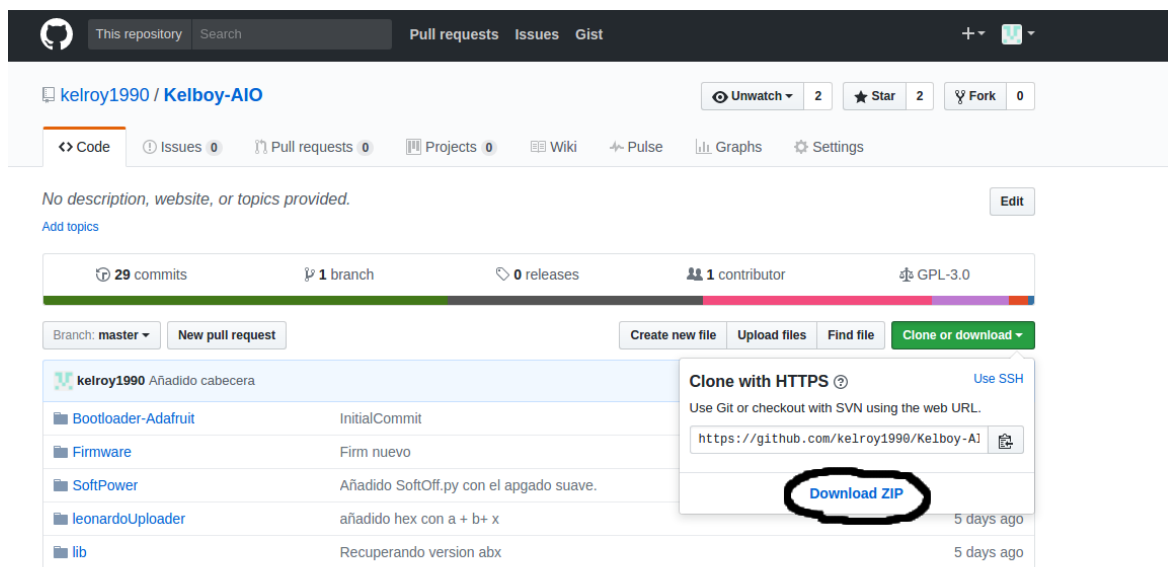 This repository Search Pull requests Issues Gist
kelroy1990 / Kelboy-AIO Unwatch 2 Star 2 Fork 0
Code Issues 0 Pull requests 0 Projects 0 Wiki Pulse Graphs Settings
No description, website, or topics provided. Edit
Add topics
29 commits 1 branch 0 releases 1 contributor GPL-3.0
Branch: master New pull request Create new file Upload files Find file Clone or download
kelroy1990 Añadido cabecera
Clone with HTTPS Use SSH
Use Git or checkout with SVN using the web URL.
https://github.com/kelroy1990/Kelboy-AI
Download ZIP
Bootloader-Adafruit InitialCommit
Firmware Firm nuevo
SoftPower Añadido SoftOff.py con el apgado suave.
leonardoUploader añadido hex con a + b+ x 5 days ago
lib Recuperando version abx 5 days ago